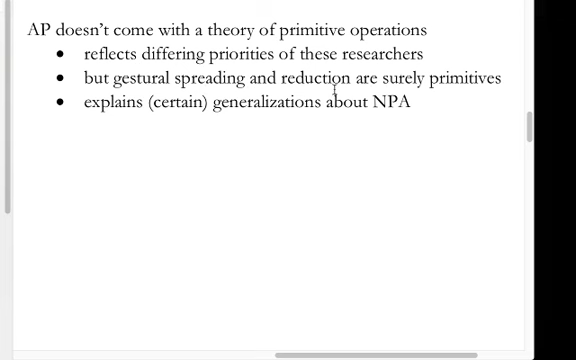 AP doesn’t come with a theory of primitive operations
• reflects differing priorities of these researchers
• but gestural spreading and reduction are surely primitives
• explains (certain) generalizations about NPA